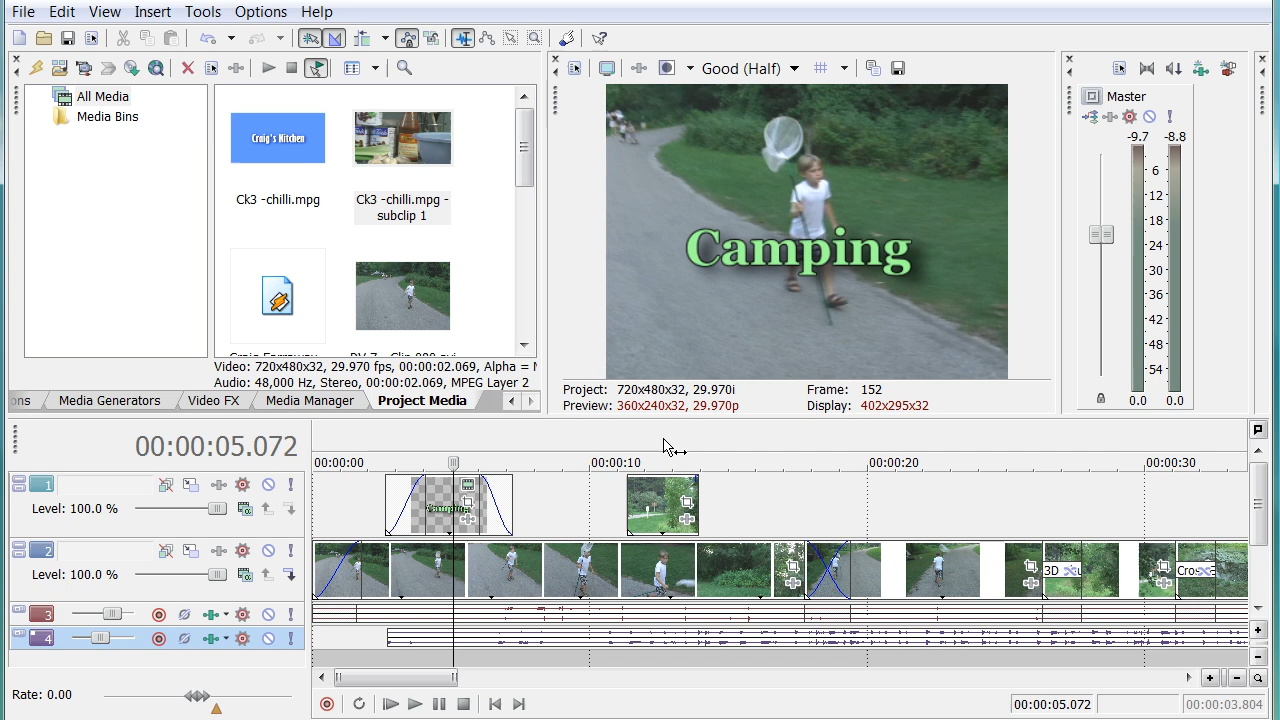 File Edit View Insert Tools Options Help
Good (Half)
All Media
Media Bins
Craig's Kitchen
Ck3 -chilli.mpg
Ck3 -chilli.mpg - subclip 1
Video: 720x480x32, 29.970 fps, 00:00:02.069, Alpha =
Audio: 48,000 Hz, Stereo, 00:00:02.069, MPEG Layer 2
ons Media Generators Video FX Media Manager Project Media
Camping
Project: 720x480x32, 29.970i Frame: 152
Preview: 360x240x32, 29.970p Display: 402x295x32
Master
-9.7 -8.8
6
12
18
24
30
36
42
48
54
0.0 0.0
00:00:05.072
00:00:00 00:00:10 00:00:20 00:00:30
1
Level: 100.0 %
Camping
2
Level: 100.0 %
3D
Cros
3
4
Rate: 0.00
00:00:05.072 00:00:03.804